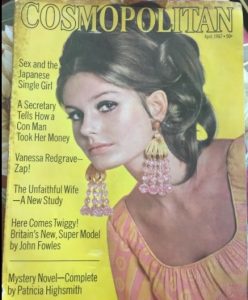 COSMOPOLITAN
April 1967 • 50¢
Sex and the
Japanese
Single Girl
A Secretary
Tells How a
Con Man
Took Her Money
Vanessa Redgrave–
Zap!
The Unfaithful Wife
–A New Study
Here Comes Twiggy!
Britain's New, Super Model
by John Fowles
Mystery Novel–Complete
by Patricia Highsmith